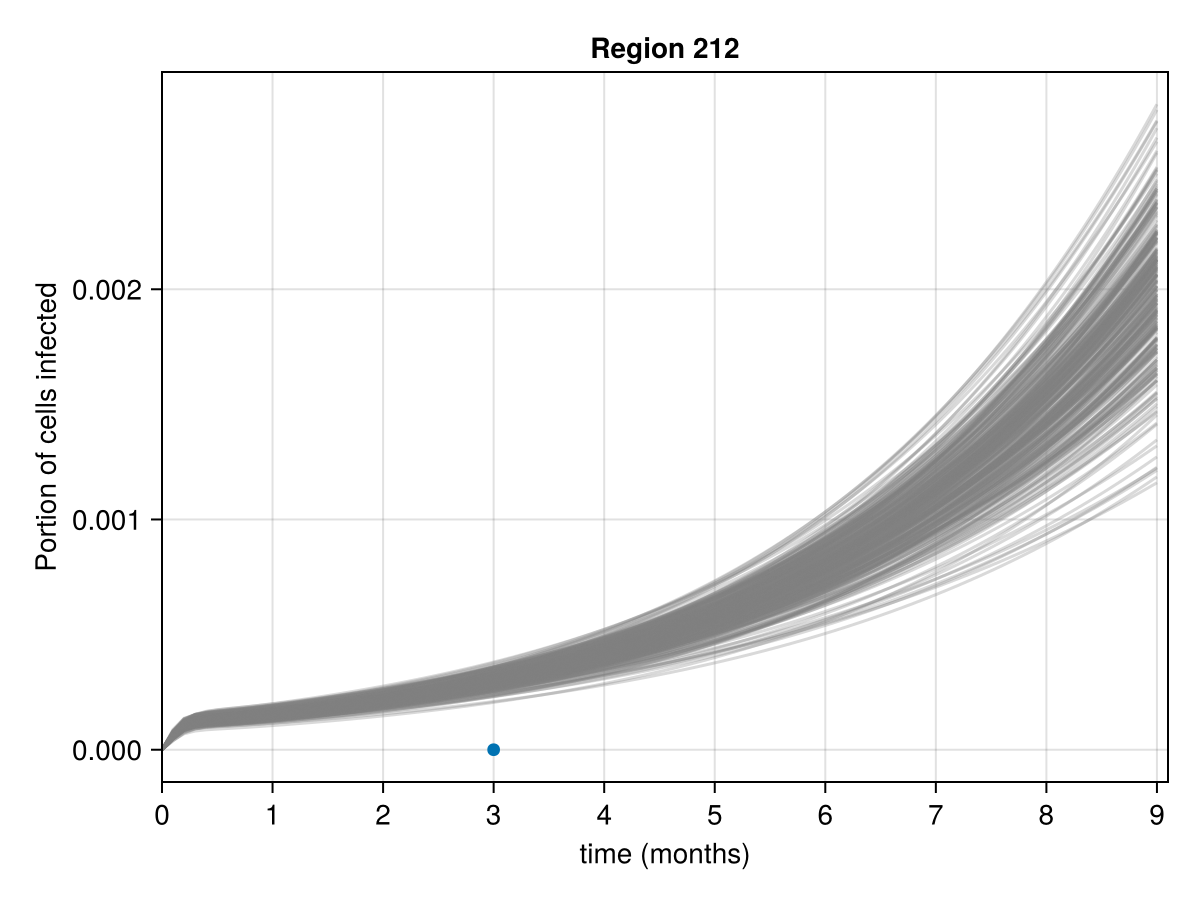 Region 212
Portion of cells infected
0.002
0.001
0.000
0 1 2 3 4 5 6 7 8 9
time (months)